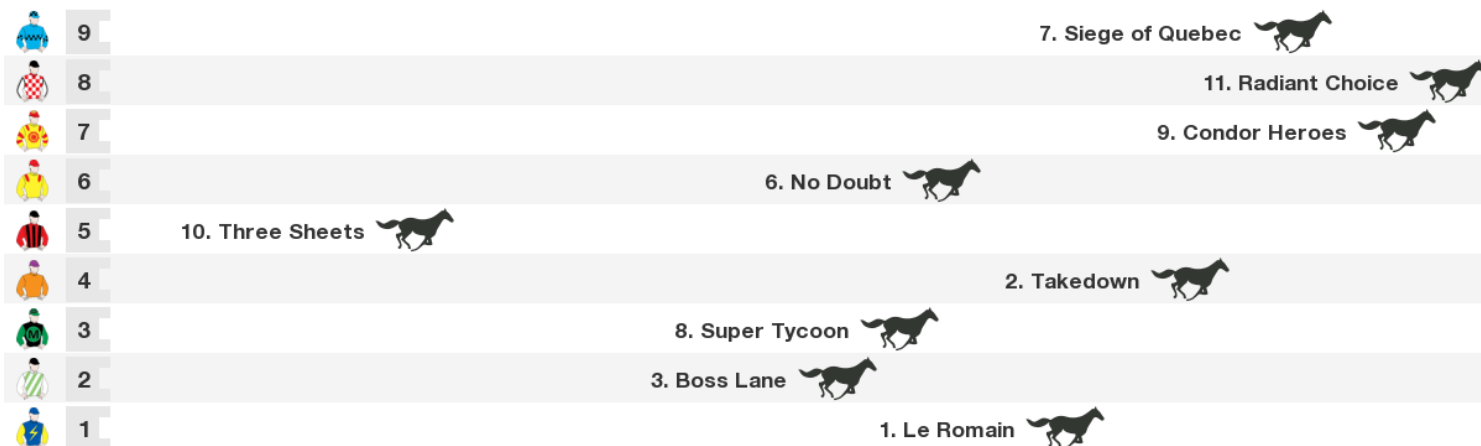 9 7. Siege of Quebec
8 11. Radiant Choice
7 9. Condor Heroes
6 6. No Doubt
5 10. Three Sheets
4 2. Takedown
3 8. Super Tycoon
2 3. Boss Lane
1 1. Le Romain
M